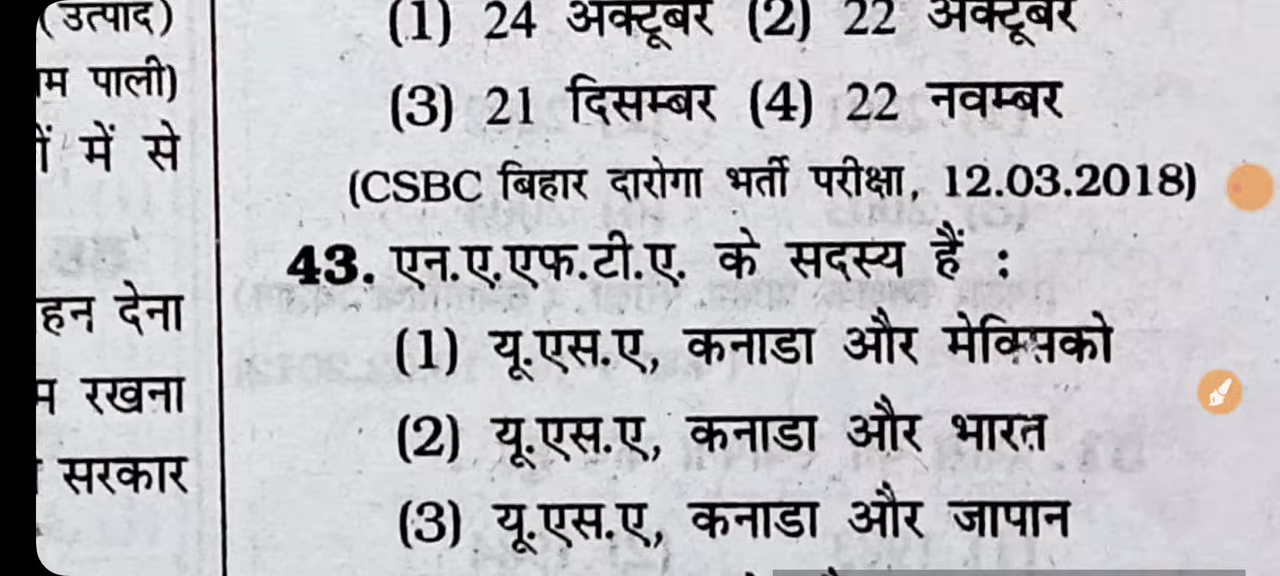 (उत्पाद)
पाली)
में से
देना
रखना
सरकार
(1) 24 अक्टूबर (2) 22 अक्टूबर
(3) 21 दिसम्बर (4) 22 नवम्बर
(CSBC बिहार दारोगा भर्ती परीक्षा, 12.03.2018)
43. एन.ए.एफ.टी.ए. के सदस्य हैं :
(1) यू.एस.ए, कनाडा और मेक्सिको
(2) यू.एस.ए, कनाडा और भारत
(3) यू.एस.ए, कनाडा और जापान